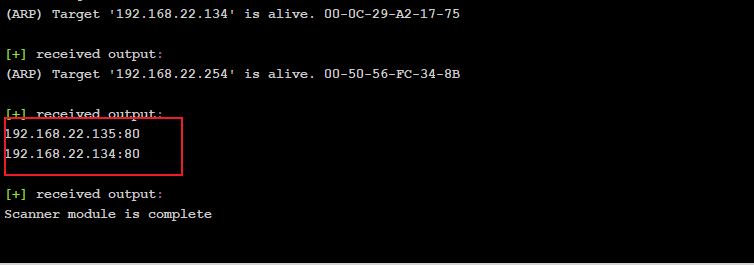 (ARP) Target '192.168.22.134' is alive. 00-0C-29-A2-17-75
[+] received output:
(ARP) Target '192.168.22.254' is alive. 00-50-56-FC-34-8B
[+] received output:
192.168.22.135:80
192.168.22.134:80
[+] received output:
Scanner module is complete